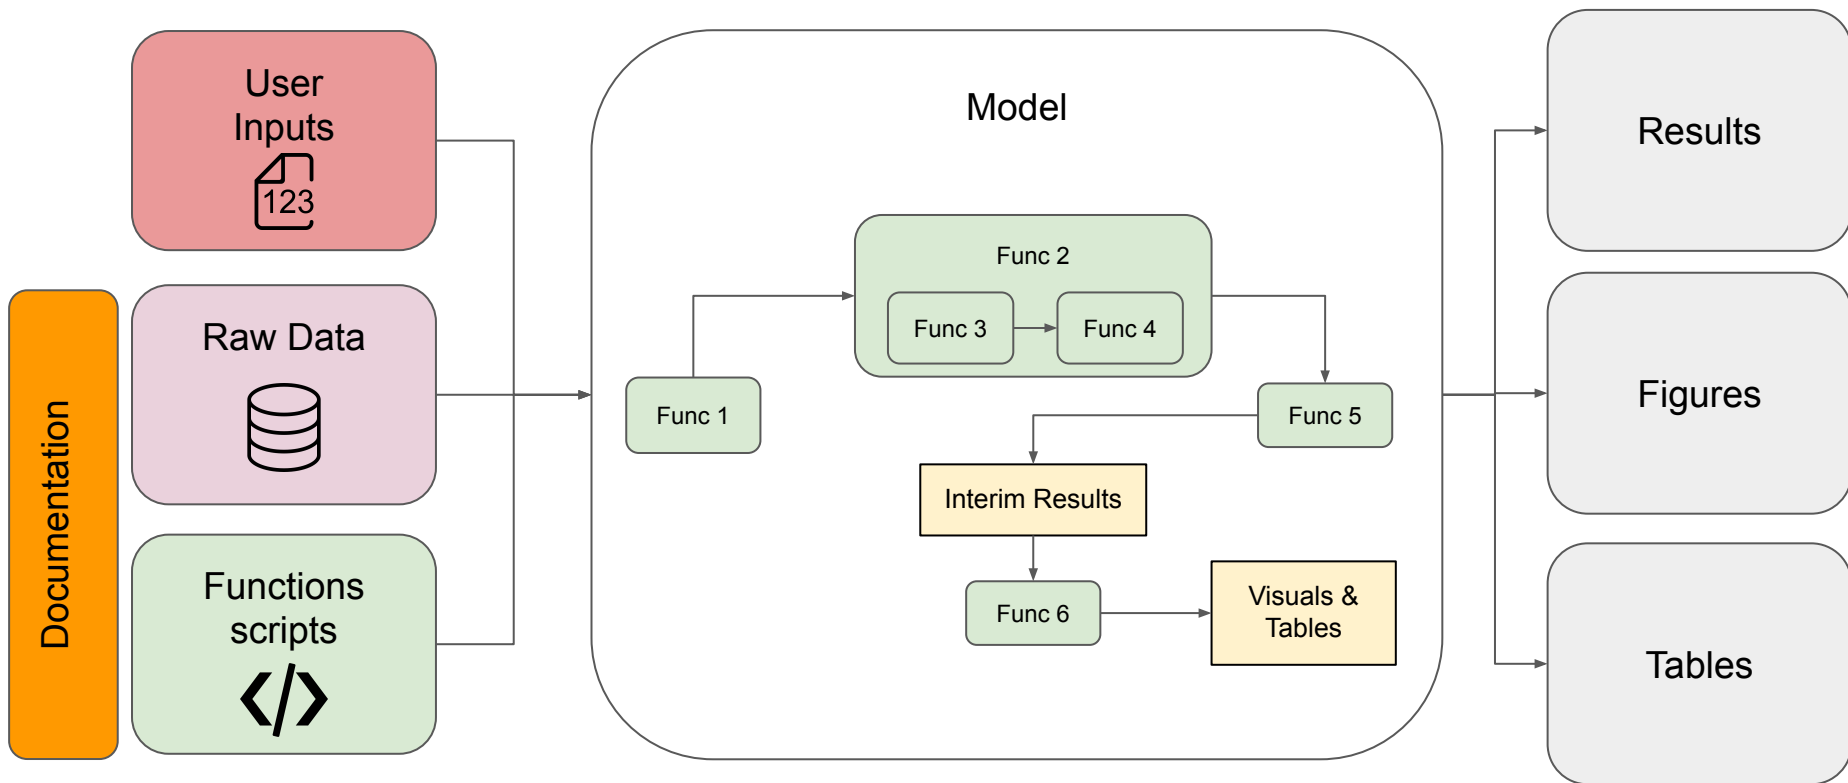 Documentation
User
Inputs
123
Raw Data
Functions
scripts
Model
Func 1
Func 2
Func 3
Func 4
Func 5
Interim Results
Func 6
Visuals &
Tables
Results
Figures
Tables